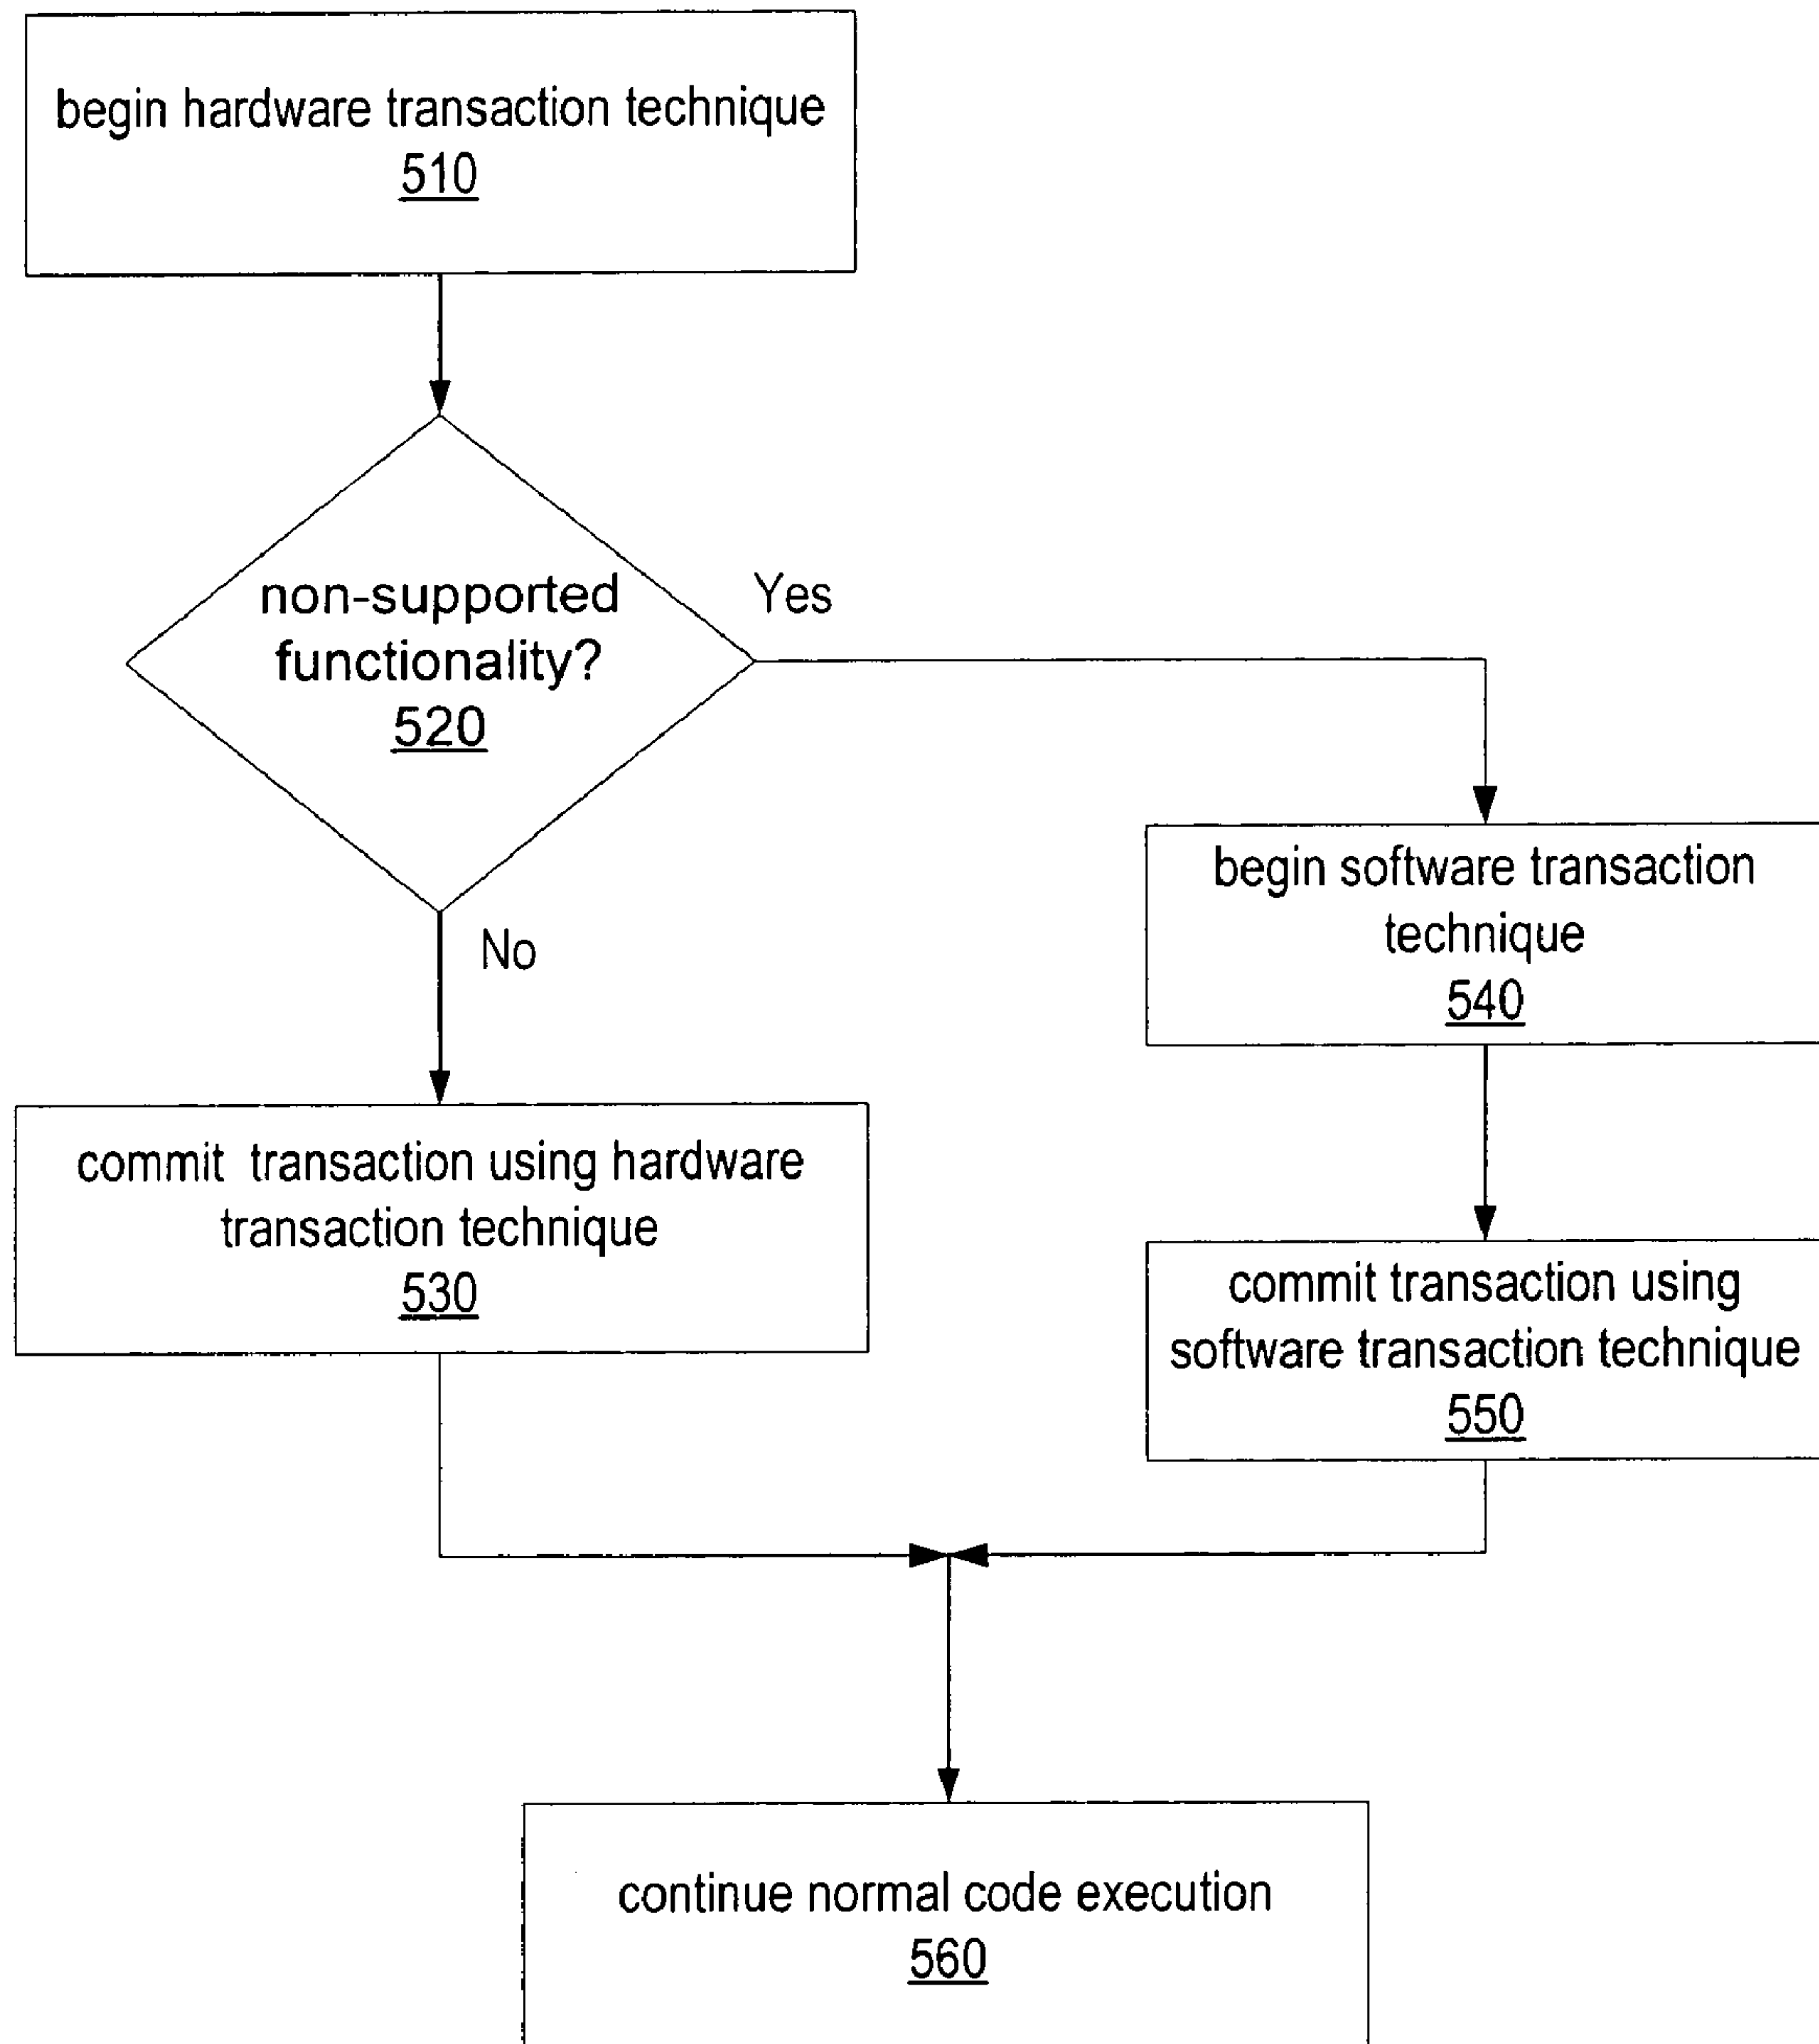 begin hardware transaction technique
510
non-supported
functionality?
520
Yes
No
begin software transaction
technique
540
commit transaction using hardware
transaction technique
530
commit transaction using
software transaction technique
550
continue normal code execution
560